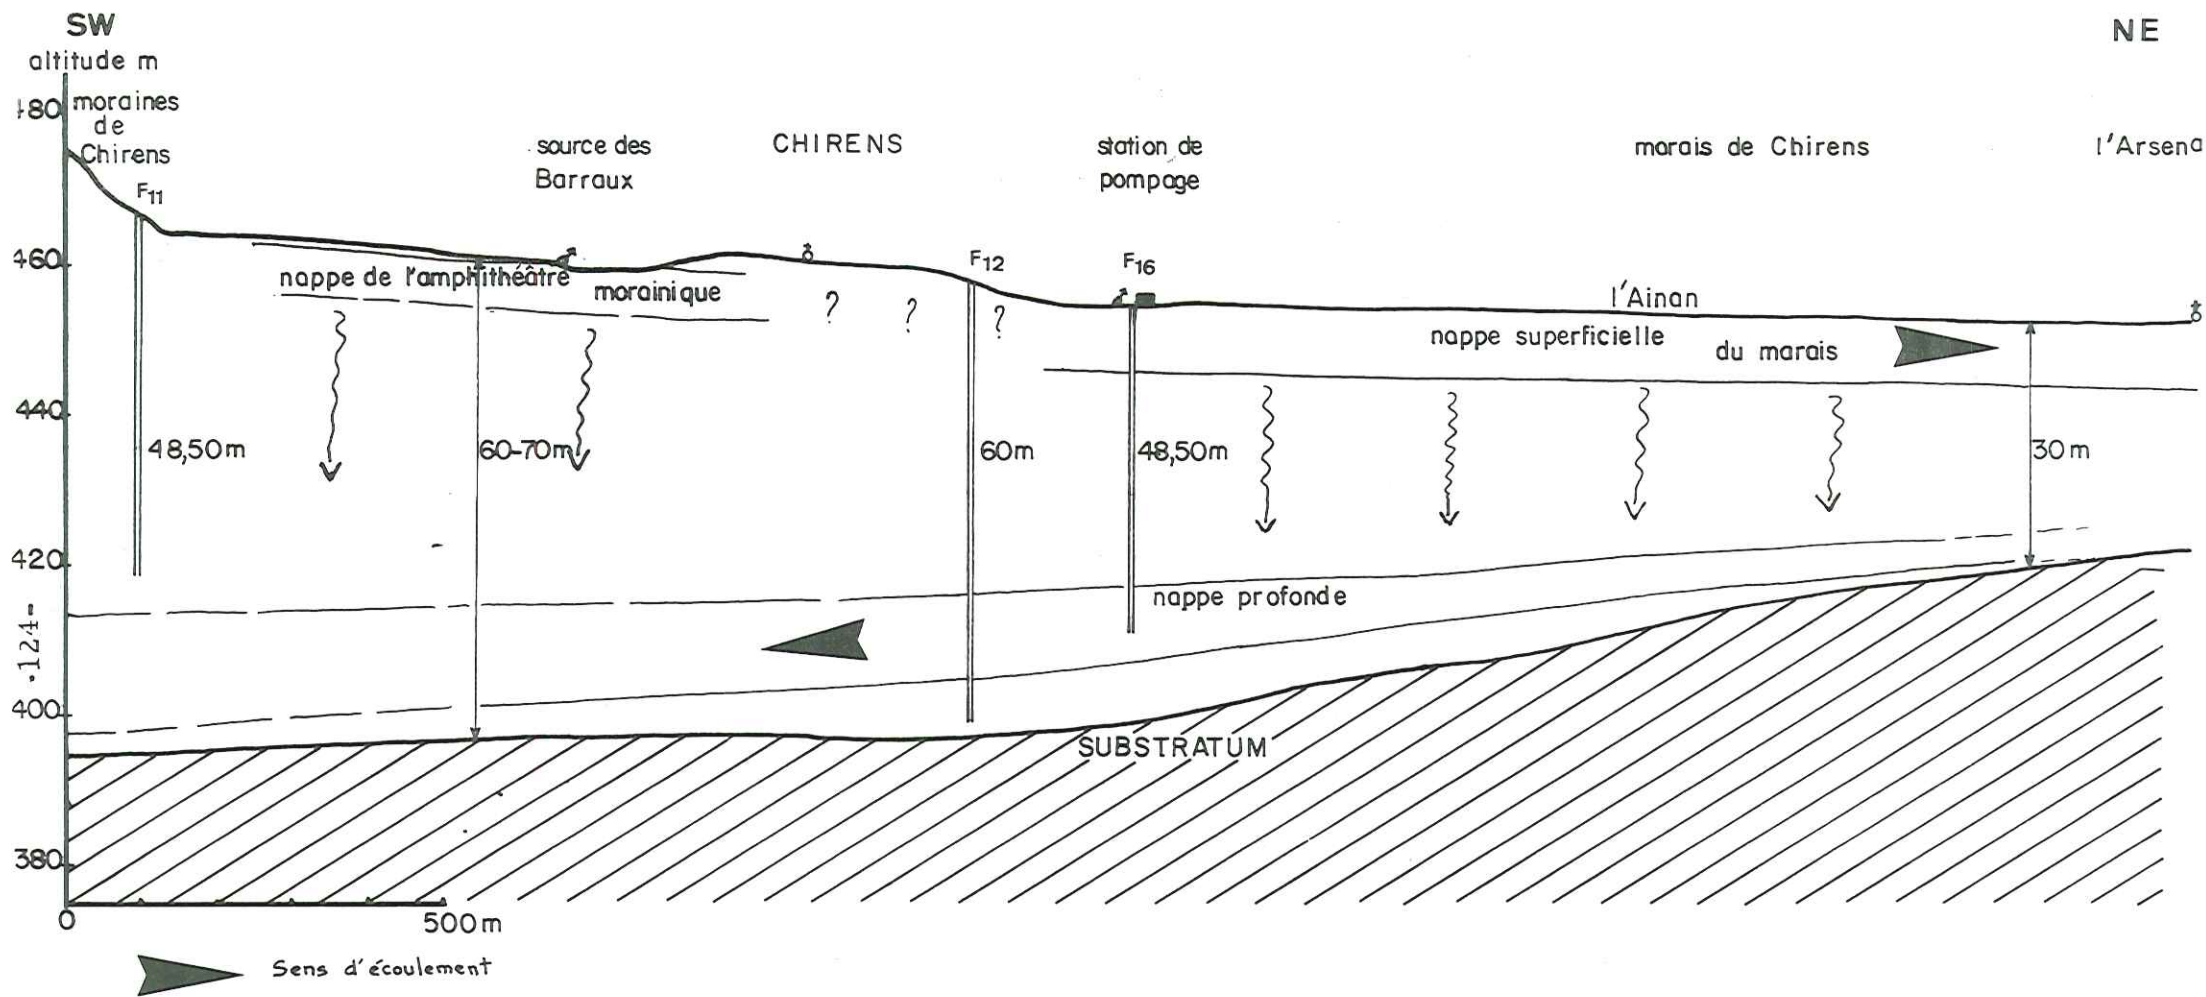 SW
NE
altitude m
480
moraines
de
Chirens
F11
source des
Barraux
CHIRENS
station de
pompage
marais de Chirens
l'Arsena
460
nappe de l'amphithéâtre
morainique
?
?
?
F12
F16
l'Ainan
nappe superficielle
du marais
440
48,50m
60-70m
60m
48,50m
30m
420
nappe profonde
-124-
400
SUBSTRATUM
380
0
500m
Sens d'écoulement